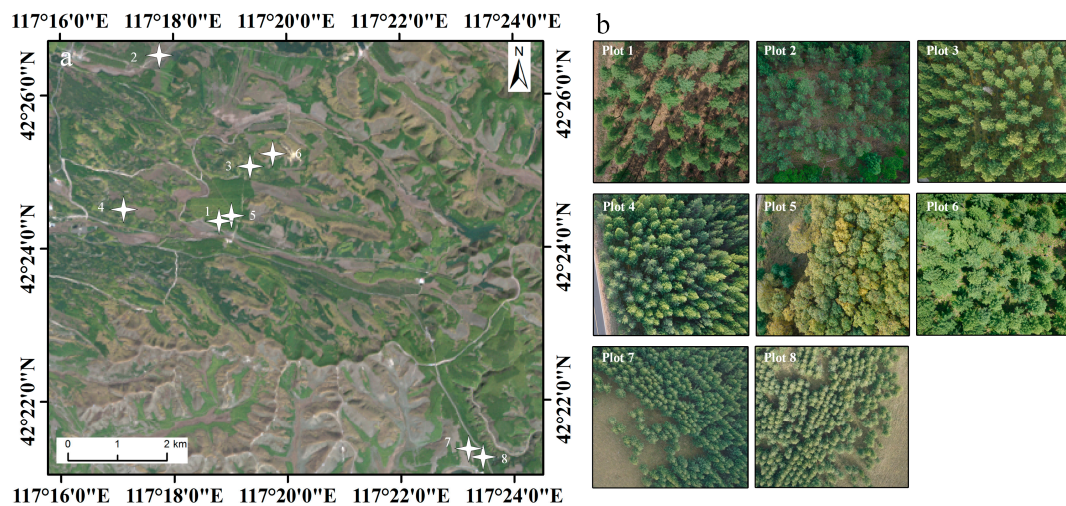 117°16'0"E 117°18'0"E 117°20'0"E 117°22'0"E 117°24'0"E
a
N
2
3
6
4
1
5
7
8
42°26'0"N
42°24'0"N
42°22'0"N
42°26'0"N
42°24'0"N
42°22'0"N
0 1 2 km
117°16'0"E 117°18'0"E 117°20'0"E 117°22'0"E 117°24'0"E
b
Plot 1
Plot 2
Plot 3
Plot 4
Plot 5
Plot 6
Plot 7
Plot 8